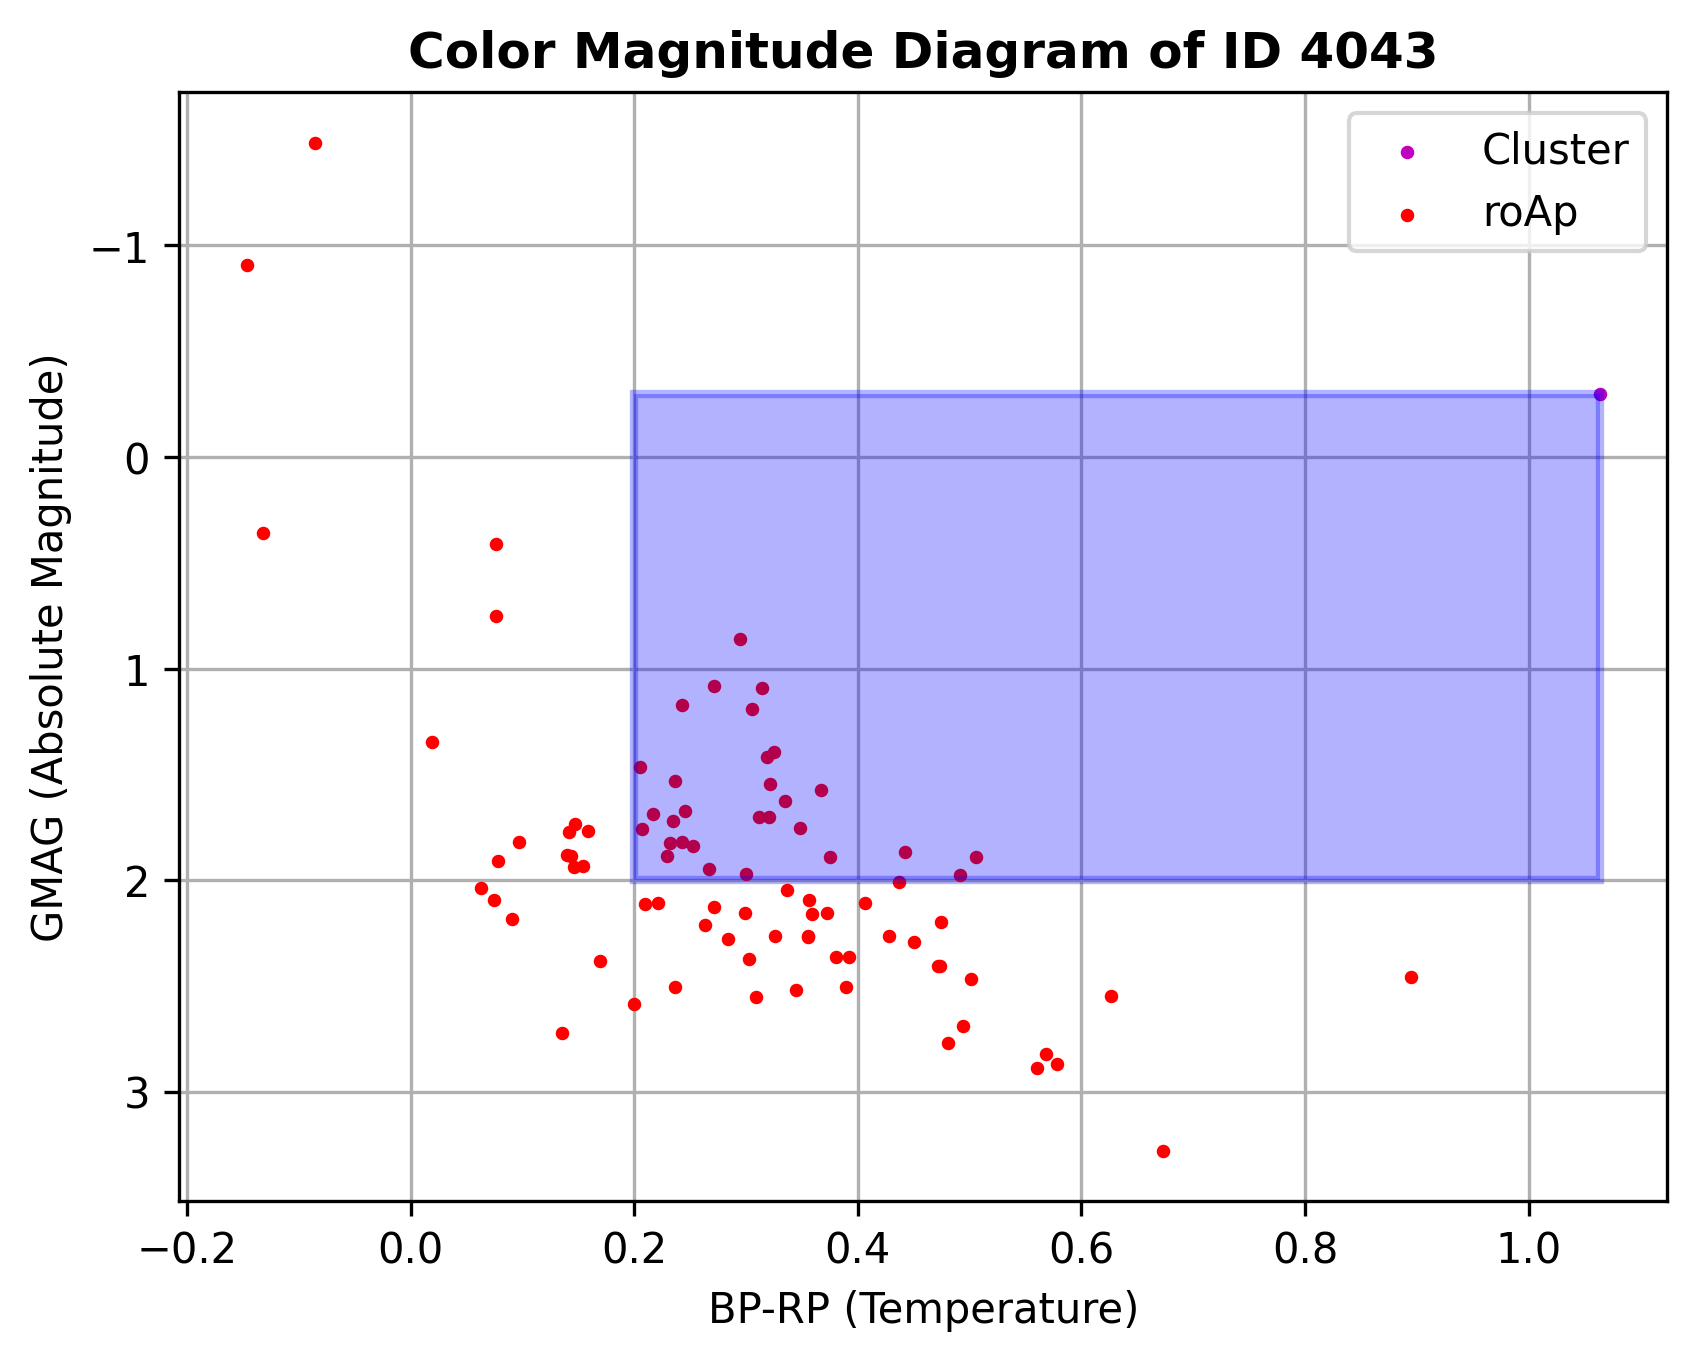 Color Magnitude Diagram of ID 4043
Cluster
roAp
GMAG (Absolute Magnitude)
−1
0
1
2
3
−0.2 0.0 0.2 0.4 0.6 0.8 1.0
BP-RP (Temperature)